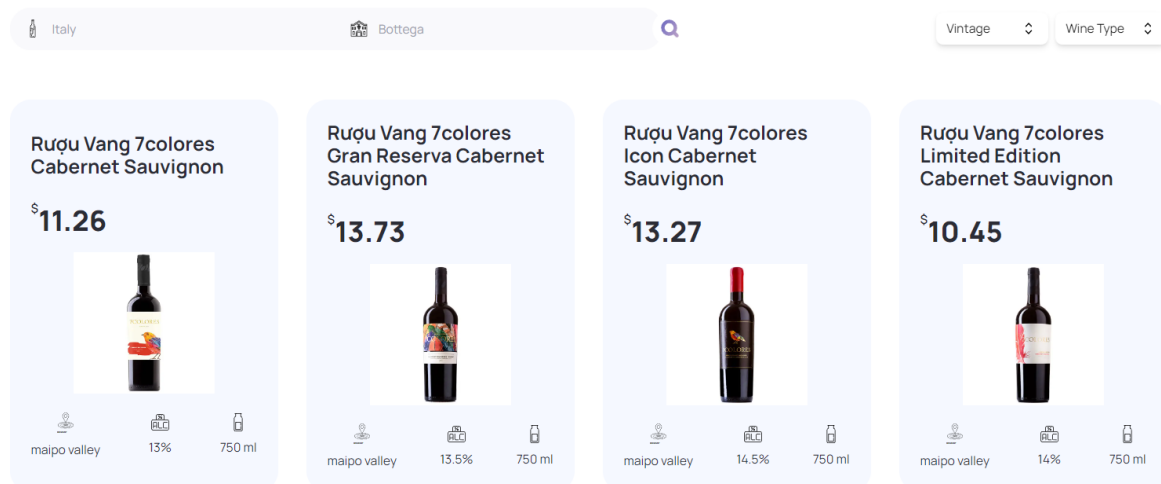 Italy
Bottega
Vintage
Wine Type
Rượu Vang 7colores
Cabernet Sauvignon
$11.26
maipo valley
13%
750 ml
Rượu Vang 7colores
Gran Reserva Cabernet
Sauvignon
$13.73
maipo valley
13.5%
750 ml
Rượu Vang 7colores
Icon Cabernet
Sauvignon
$13.27
maipo valley
14.5%
750 ml
Rượu Vang 7colores
Limited Edition
Cabernet Sauvignon
$10.45
maipo valley
14%
750 ml